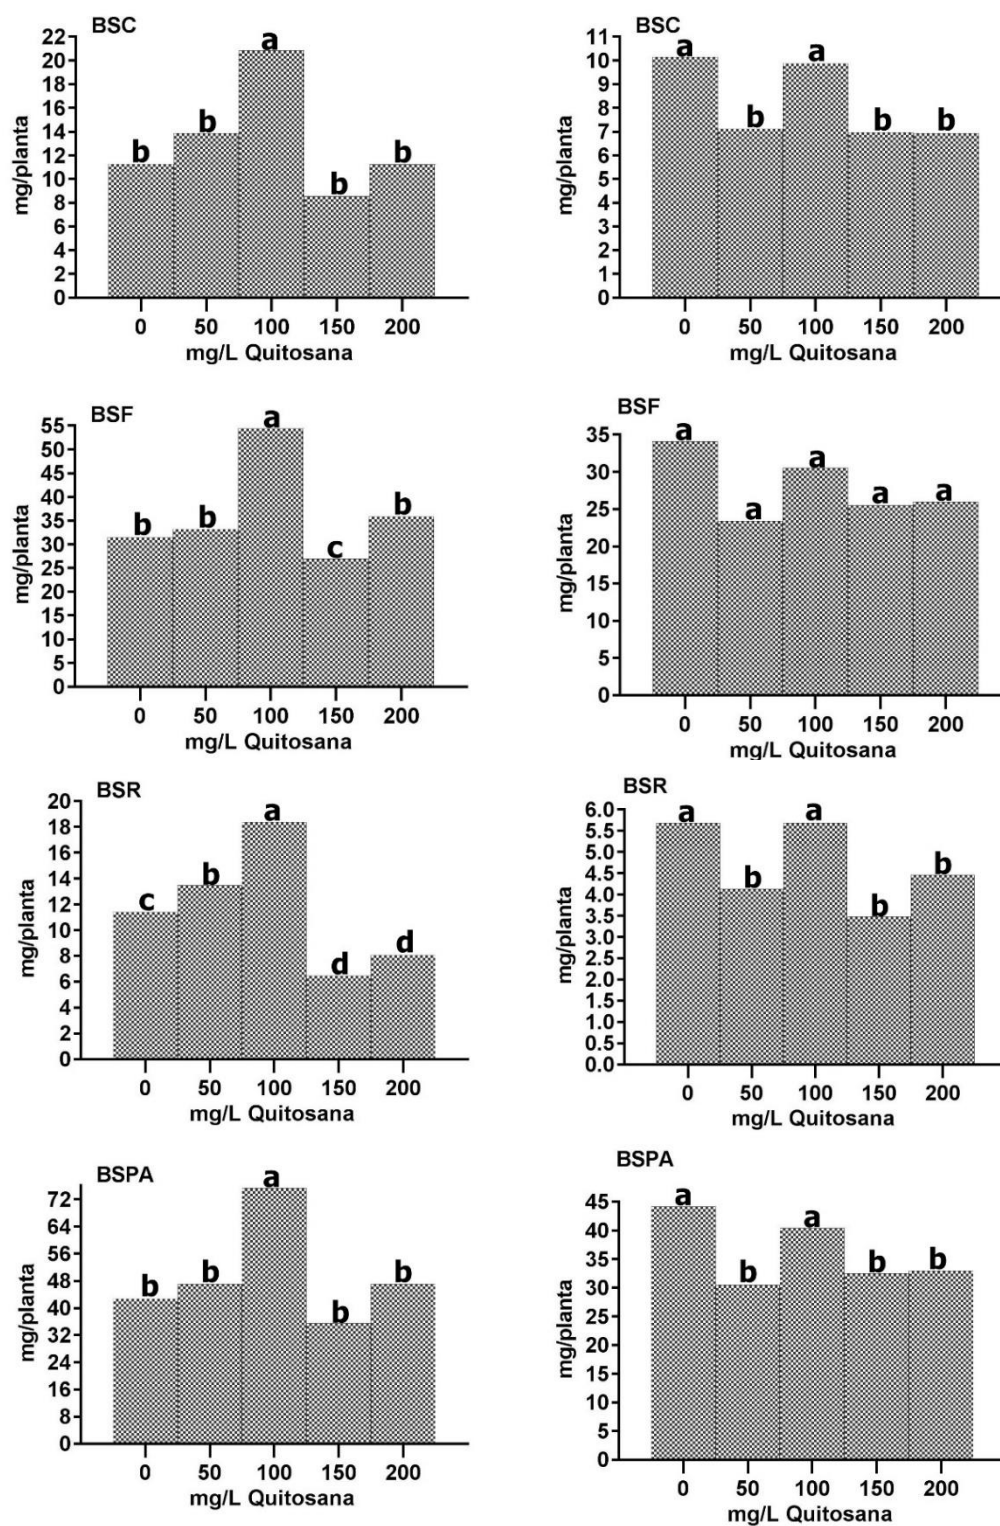 BSC
mg/planta
22
20
18
16
14
12
10
8
6
4
2
0
b
b
a
b
b
0 50 100 150 200
mg/L Quitosana
BSC
mg/planta
11
10
9
8
7
6
5
4
3
2
1
0
a
b
a
b
b
0 50 100 150 200
mg/L Quitosana
BSF
mg/planta
55
50
45
40
35
30
25
20
15
10
5
0
b
b
a
c
b
0 50 100 150 200
mg/L Quitosana
BSF
mg/planta
35
30
25
20
15
10
5
0
a
a
a
a
a
0 50 100 150 200
mg/L Quitosana
BSR
mg/planta
20
18
16
14
12
10
8
6
4
2
0
c
b
a
d
d
0 50 100 150 200
mg/L Quitosana
BSR
mg/planta
6.0
5.5
5.0
4.5
4.0
3.5
3.0
2.5
2.0
1.5
1.0
0.5
0.0
a
b
a
b
b
0 50 100 150 200
mg/L Quitosana
BSPA
mg/planta
72
64
56
48
40
32
24
16
8
0
b
b
a
b
b
0 50 100 150 200
mg/L Quitosana
BSPA
mg/planta
45
40
35
30
25
20
15
10
5
0
a
b
a
b
b
0 50 100 150 200
mg/L Quitosana